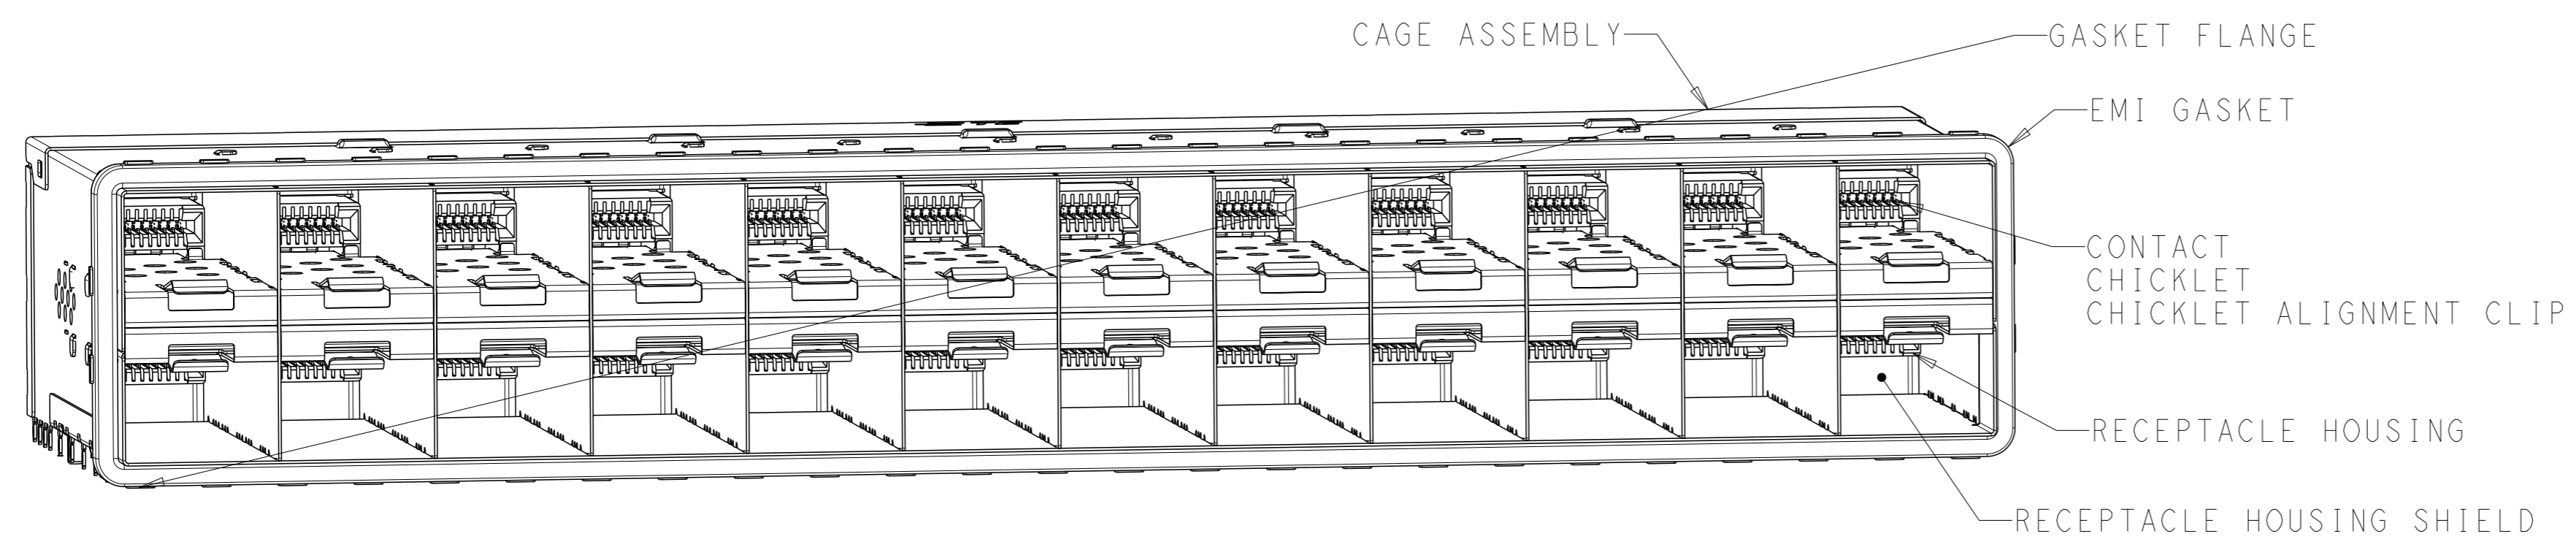 CAGE ASSEMBLY
GASKET FLANGE
EMI GASKET
CONTACT
CHICKLET
CHICKLET ALIGNMENT CLIP
RECEPTACLE HOUSING
RECEPTACLE HOUSING SHIELD